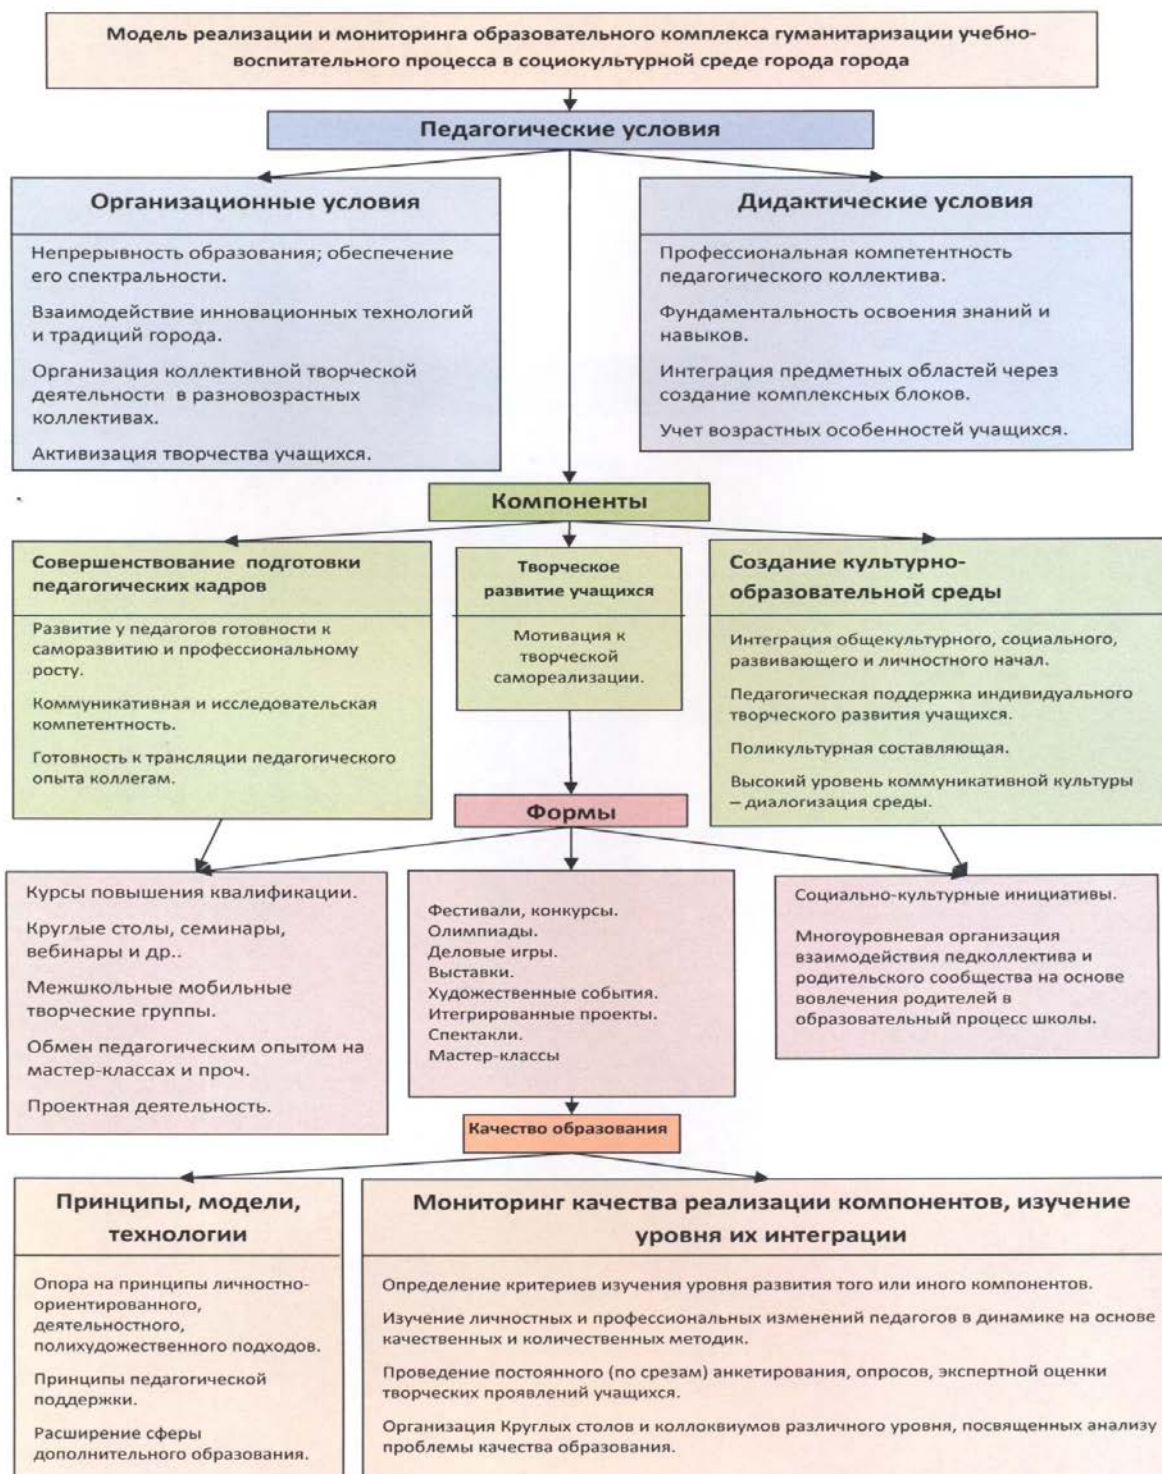 Модель реализации и мониторинга образовательного комплекса гуманитаризации учебно-
воспитательного процесса в социокультурной среде города города
Педагогические условия
Организационные условия
Непрерывность образования; обеспечение
его спектральности.
Взаимодействие инновационных технологий
и традиций города.
Организация коллективной творческой
деятельности в разновозрастных
коллективах.
Активизация творчества учащихся.
Дидактические условия
Профессиональная компетентность
педагогического коллектива.
Фундаментальность освоения знаний и
навыков.
Интеграция предметных областей через
создание комплексных блоков.
Учет возрастных особенностей учащихся.
Компоненты
Совершенствование подготовки
педагогических кадров
Развитие у педагогов готовности к
саморазвитию и профессиональному
росту.
Коммуникативная и исследовательская
компетентность.
Готовность к трансляции педагогического
опыта коллегам.
Творческое
развитие учащихся
Мотивация к
творческой
самореализации.
Создание культурно-
образовательной среды
Интеграция общекультурного, социального,
развивающего и личностного начал.
Педагогическая поддержка индивидуального
творческого развития учащихся.
Поликультурная составляющая.
Высокий уровень коммуникативной культуры
– диалогизация среды.
Формы
Курсы повышения квалификации.
Круглые столы, семинары,
вебинары и др..
Межшкольные мобильные
творческие группы.
Обмен педагогическим опытом на
мастер-классах и проч.
Проектная деятельность.
Фестивали, конкурсы.
Олимпиады.
Деловые игры.
Выставки.
Художественные события.
Итегрированные проекты.
Спектакли.
Мастер-классы
Социально-культурные инициативы.
Многоуровневая организация
взаимодействия педколлектива и
родительского сообщества на основе
вовлечения родителей в
образовательный процесс школы.
Качество образования
Принципы, модели,
технологии
Опора на принципы личностно-
ориентированного,
деятельностного,
полихудожественного подходов.
Принципы педагогической
поддержки.
Расширение сферы
дополнительного образования.
Мониторинг качества реализации компонентов, изучение
уровня их интеграции
Определение критериев изучения уровня развития того или иного компонентов.
Изучение личностных и профессиональных изменений педагогов в динамике на основе
качественных и количественных методик.
Проведение постоянного (по срезам) анкетирования, опросов, экспертной оценки
творческих проявлений учащихся.
Организация Круглых столов и коллоквиумов различного уровня, посвященных анализу
проблемы качества образования.